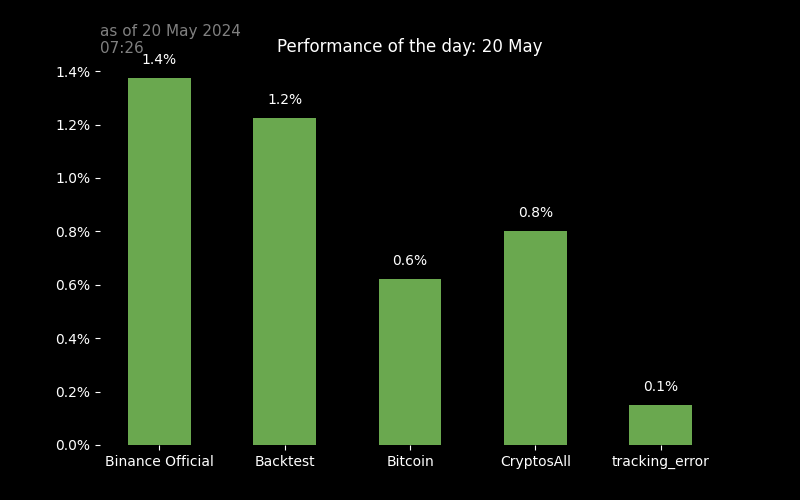 as of 20 May 2024
07:26
Performance of the day: 20 May
1.4%
1.2%
1.0%
0.8%
0.6%
0.4%
0.2%
0.0%
1.4%
1.2%
0.6%
0.8%
0.1%
Binance Official
Backtest
Bitcoin
CryptosAll
tracking_error